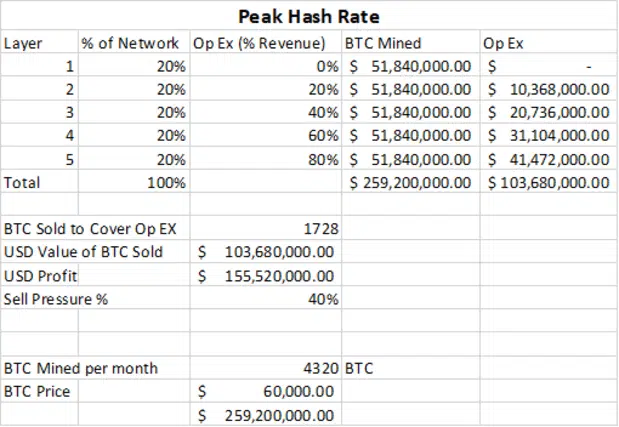 Peak Hash Rate
Layer % of Network Op Ex (% Revenue) BTC Mined Op Ex
1 20% 0% $ 51,840,000.00 $ -
2 20% 20% $ 51,840,000.00 $ 10,368,000.00
3 20% 40% $ 51,840,000.00 $ 20,736,000.00
4 20% 60% $ 51,840,000.00 $ 31,104,000.00
5 20% 80% $ 51,840,000.00 $ 41,472,000.00
Total 100% $ 259,200,000.00 $ 103,680,000.00
BTC Sold to Cover Op EX 1728
USD Value of BTC Sold $ 103,680,000.00
USD Profit $ 155,520,000.00
Sell Pressure % 40%
BTC Mined per month 4320 BTC
BTC Price $ 60,000.00
$ 259,200,000.00